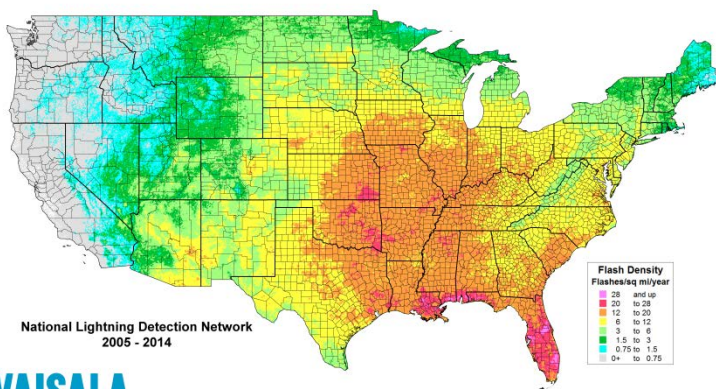 National Lightning Detection Network
2005 - 2014
Flash Density
Flashes/sq mi/year
28 and up
20 to 28
12 to 20
6 to 12
3 to 6
1.5 to 3
0.75 to 1.5
0+ to 0.75
VAISALA